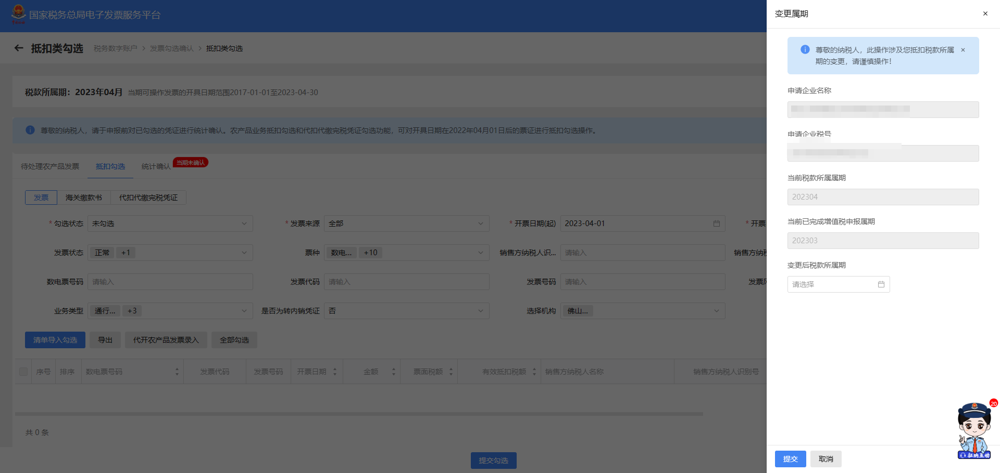 国家税务总局电子发票服务平台
抵扣类勾选 税务数字账户 > 发票勾选确认 > 抵扣类勾选
税款所属期：2023年04月 当期可操作发票的开具日期范围2017-01-01至2023-04-30
尊敬的纳税人，请于申报前对已勾选的凭证进行统计确认。农产品业务抵扣勾选和代扣代缴完税凭证勾选功能，可对开具日期在2022年04月01日后的票证进行抵扣勾选操作。
待处理农产品发票 抵扣勾选 统计确认 当期未确认
发票 海关缴款书 代扣代缴完税凭证
* 勾选状态 未勾选 * 发票来源 全部 * 开票日期(起) 2023-04-01 * 开票
发票状态 正常 +1 票种 数电... +10 销售方纳税人识... 请输入 销售方纳税
数电票号码 请输入 发票代码 请输入 发票号码 请输入 发票
业务类型 通行... +3 是否为转内销凭证 否 选择机构 佛山...
清单导入勾选 导出 代开农产品发票录入 全部勾选
序号 排序 数电票号码 发票代码 发票号码 开票日期 金额 票面税额 有效抵扣税额 销售方纳税人名称 销售方纳税人识别号
共 0 条
提交勾选
变更属期 ×
尊敬的纳税人，此操作涉及您抵扣税款所属 ×
期的变更，请谨慎操作！
申请企业名称
申请企业税号
当前税款所属属期
202304
当前已完成增值税申报属期
202303
变更后税款所属期
请选择
20
征纳互动
提交 取消